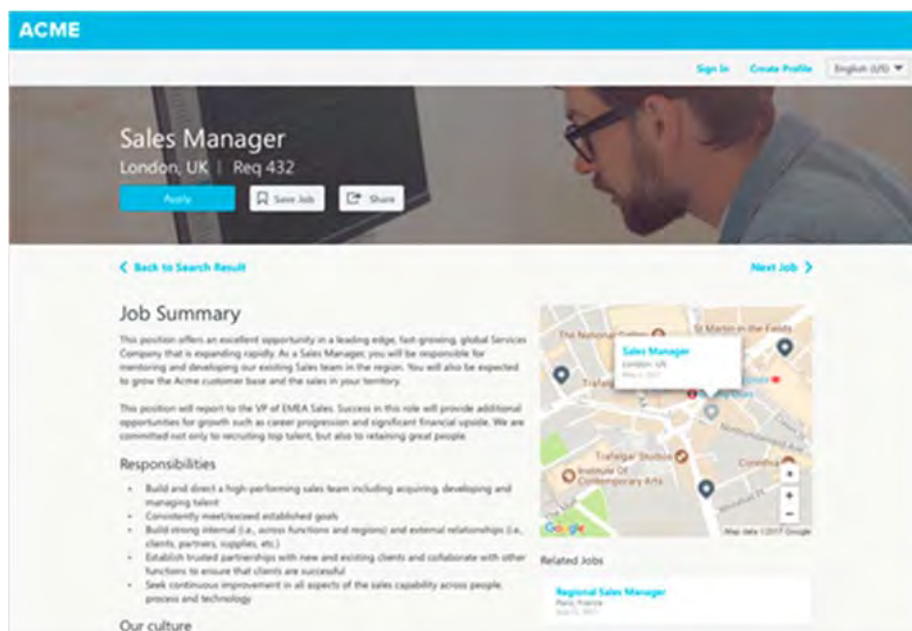 ACME
Sign In Create Profile English (US)
Sales Manager
London, UK | Req 432
Apply Save Job Share
Back to Search Result Next Job
Job Summary
This position offers an excellent opportunity in a leading edge, fast-growing, global Services
Company that is expanding rapidly. As a Sales Manager, you will be responsible for
mentoring and developing our existing Sales team in the region. You will also be expected
to grow the Acme customer base and the sales in your territory.
This position will report to the VP of EMEA Sales. Success in this role will provide additional
opportunities for growth such as career progression and significant financial upside. We are
committed not only to recruiting top talent, but also to retaining great people.
Responsibilities
• Build and direct a high-performing sales team including acquiring, developing and
managing talent
• Consistently meet/exceed established goals
• Build strong internal (i.e., across functions and regions) and external relationships (i.e.,
clients, partners, supplies, etc.)
• Establish trusted partnerships with new and existing clients and collaborate with other
functions to ensure that clients are successful
• Seek continuous improvement in all aspects of the sales capability across people,
process and technology
Our culture
The National
St Martin in the Fields
Sales Manager
London, UK
Trafalgar Studios
Institute Of
Contemporary Arts
Corinthia
Whitehall
Google
Map data ©2017 Google
Related Jobs
Regional Sales Manager
Paris, France